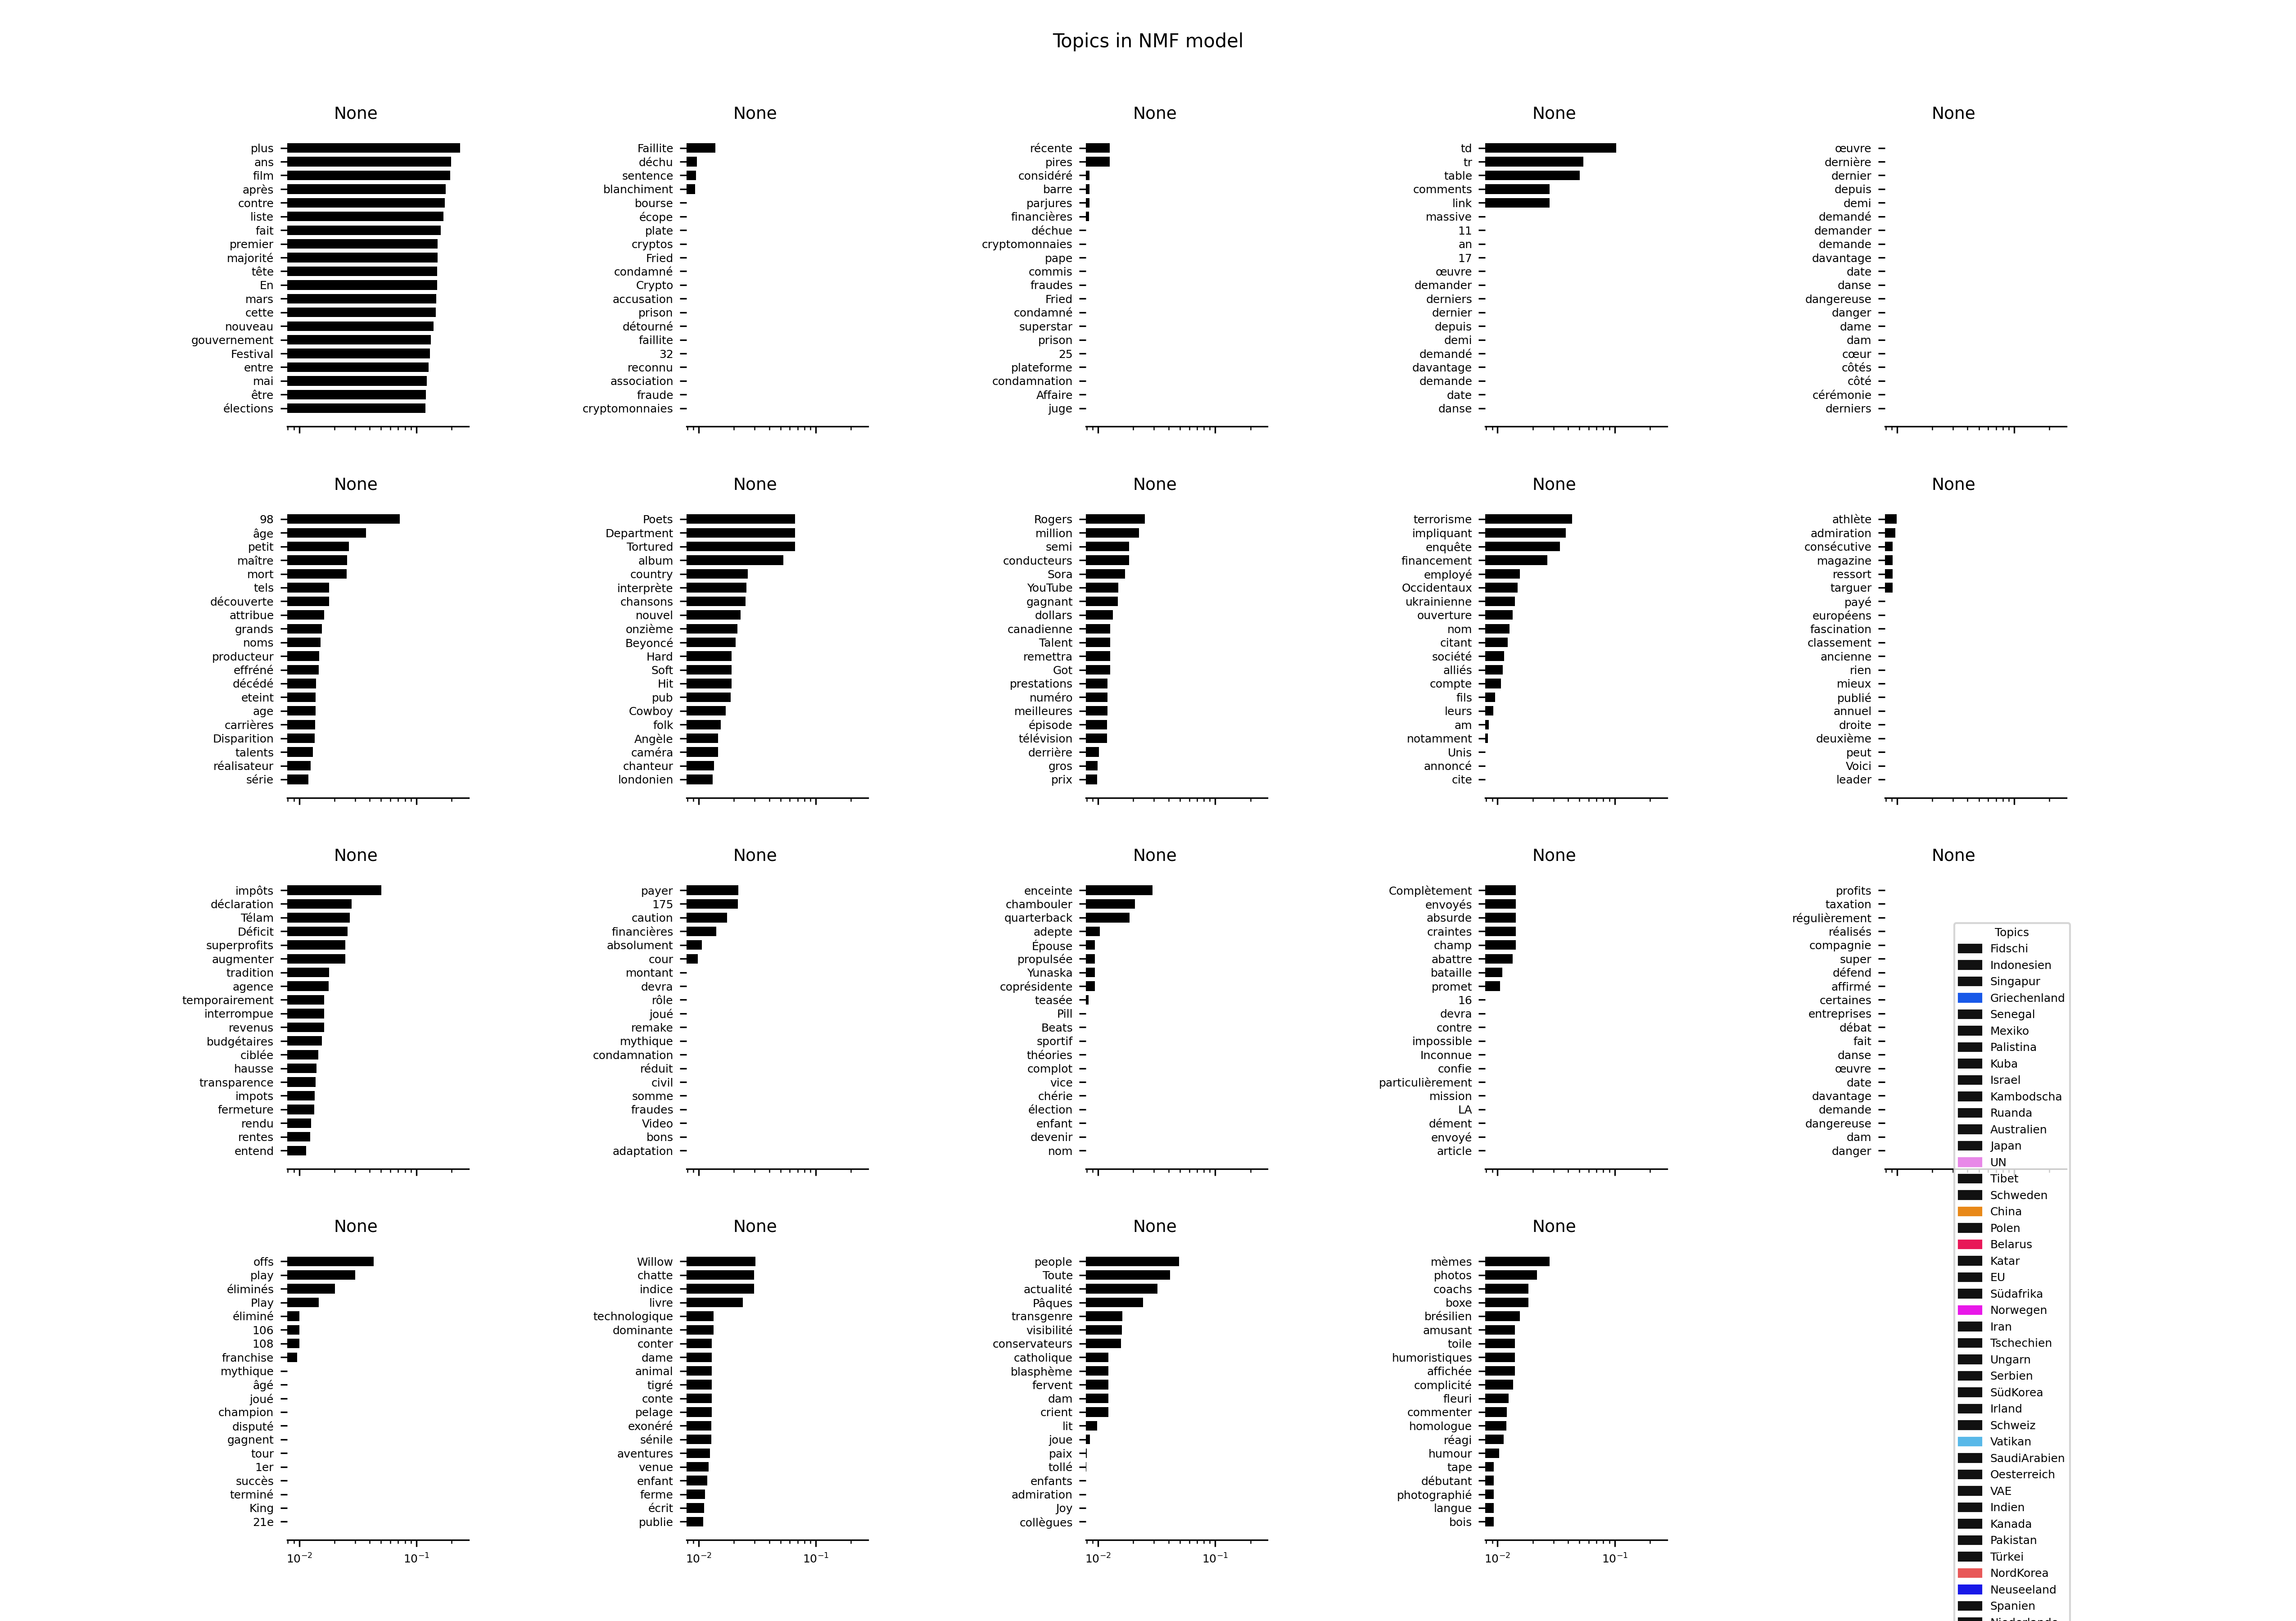 Topics in NMF model
None
plus
ans
film
après
contre
liste
fait
premier
majorité
tête
En
mars
cette
nouveau
gouvernement
Festival
entre
mai
être
élections
None
Faillite
déchu
sentence
blanchiment
bourse
écope
plate
cryptos
Fried
condamné
Crypto
accusation
prison
détourné
faillite
32
reconnu
association
fraude
cryptomonnaies
None
récente
pires
considéré
barre
parjures
financières
déchue
cryptomonnaies
pape
commis
fraudes
Fried
condamné
superstar
prison
25
plateforme
condamnation
Affaire
juge
None
td
tr
table
comments
link
massive
11
an
17
œuvre
demander
derniers
dernier
depuis
demi
demandé
davantage
demande
date
danse
None
œuvre
dernière
dernier
depuis
demi
demandé
demander
demande
davantage
date
danse
dangereuse
danger
dame
dam
cœur
côtés
côté
cérémonie
derniers
None
98
âge
petit
maître
mort
tels
découverte
attribue
grands
noms
producteur
effréné
décédé
eteint
age
carrières
Disparition
talents
réalisateur
série
None
Poets
Department
Tortured
album
country
interprète
chansons
nouvel
onzième
Beyoncé
Hard
Soft
Hit
pub
Cowboy
folk
Angèle
caméra
chanteur
londonien
None
Rogers
million
semi
conducteurs
Sora
YouTube
gagnant
dollars
canadienne
Talent
remettra
Got
prestations
numéro
meilleures
épisode
télévision
derrière
gros
prix
None
terrorisme
impliquant
enquête
financement
employé
Occidentaux
ukrainienne
ouverture
nom
citant
société
alliés
compte
fils
leurs
am
notamment
Unis
annoncé
cite
None
athlète
admiration
consécutive
magazine
ressort
targuer
payé
européens
fascination
classement
ancienne
rien
mieux
publié
annuel
droite
deuxième
peut
Voici
leader
None
impôts
déclaration
Télam
Déficit
superprofits
augmenter
tradition
agence
temporairement
interrompue
revenus
budgétaires
ciblée
hausse
transparence
impots
fermeture
rendu
rentes
entend
None
payer
175
caution
financières
absolument
cour
montant
devra
rôle
joué
remake
mythique
condamnation
réduit
civil
somme
fraudes
Video
bons
adaptation
None
enceinte
chambouler
quarterback
adepte
Épouse
propulsée
Yunaska
coprésidente
teasée
Pill
Beats
sportif
théories
complot
vice
chérie
élection
enfant
devenir
nom
None
Complètement
envoyés
absurde
craintes
champ
abattre
bataille
promet
16
devra
contre
impossible
Inconnue
confie
particulièrement
mission
LA
dément
envoyé
article
None
profits
taxation
régulièrement
réalisés
compagnie
super
défend
affirmé
certaines
entreprises
débat
fait
danse
œuvre
date
davantage
demande
dangereuse
dam
danger
None
offs
play
éliminés
Play
éliminé
106
108
franchise
mythique
âgé
joué
champion
disputé
gagnent
tour
1er
succès
terminé
King
21e
10⁻² 10⁻¹
None
Willow
chatte
indice
livre
technologique
dominante
conter
dame
animal
tigré
conte
pelage
exonéré
sénile
aventures
venue
enfant
ferme
écrit
publie
10⁻² 10⁻¹
None
people
Toute
actualité
Pâques
transgenre
visibilité
conservateurs
catholique
blasphème
fervent
dam
crient
lit
joue
paix
tollé
enfants
admiration
Joy
collègues
10⁻² 10⁻¹
None
mèmes
photos
coachs
boxe
brésilien
amusant
toile
humoristiques
affichée
complicité
fleuri
commenter
homologue
réagi
humour
tape
débutant
photographié
langue
bois
10⁻² 10⁻¹
Topics
Fidschi
Indonesien
Singapur
Griechenland
Senegal
Mexiko
Palistina
Kuba
Israel
Kambodscha
Ruanda
Australien
Japan
UN
Tibet
Schweden
China
Polen
Belarus
Katar
EU
Südafrika
Norwegen
Iran
Tschechien
Ungarn
Serbien
SüdKorea
Irland
Schweiz
Vatikan
SaudiArabien
Oesterreich
VAE
Indien
Kanada
Pakistan
Türkei
NordKorea
Neuseeland
Spanien